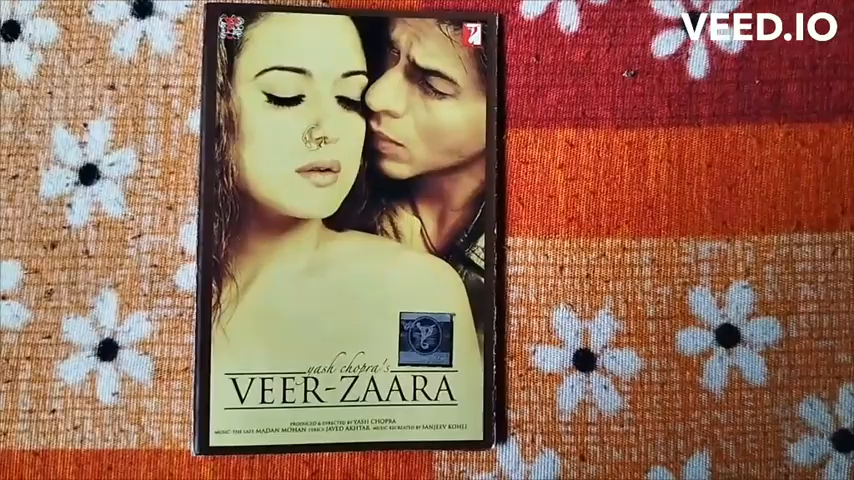 VEED.IO
yash chopra's
VEER-ZAARA
PRODUCED & DIRECTED BY YASH CHOPRA
MUSIC THE LATE MADAN MOHAN LYRICS JAVED AKHTAR MUSIC RECREATED BY SANJEEV KOHLI